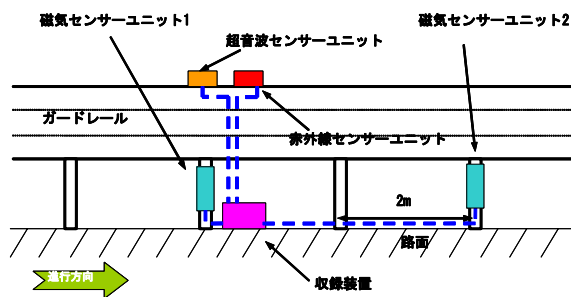 磁気センサーユニット1
磁気センサーユニット2
超音波センサーユニット
ガードレール
赤外線センサーユニット
2m
路面
進行方向
収録装置